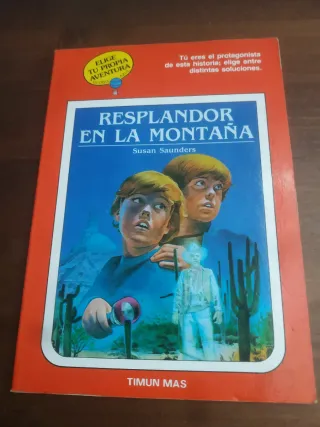 ELIGE
TU PROPIA
AVENTURA
Tú eres el protagonista
de esta historia; elige entre
distintas soluciones.
RESPLANDOR
EN LA MONTAÑA
Susan Saunders
TIMUN MAS